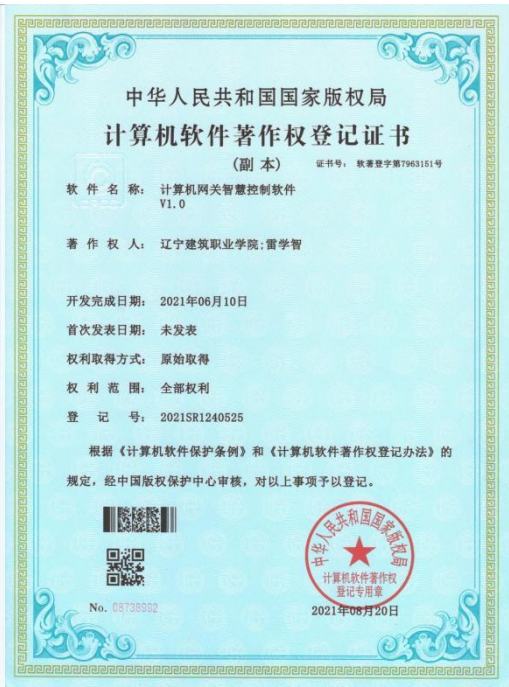 中华人民共和国国家版权局
计算机软件著作权登记证书
(副本)
证书号： 软著登字第7963151号
软件名称： 计算机网关智慧控制软件
V1.0
著作权人： 辽宁建筑职业学院;雷学智
开发完成日期： 2021年06月10日
首次发表日期： 未发表
权利取得方式： 原始取得
权利范围： 全部权利
登记号： 2021SR1240525
根据《计算机软件保护条例》和《计算机软件著作权登记办法》的
规定，经中国版权保护中心审核，对以上事项予以登记。
中华人民共和国国家版权局
计算机软件著作权
登记专用章
No. 08738992
2021年08月20日